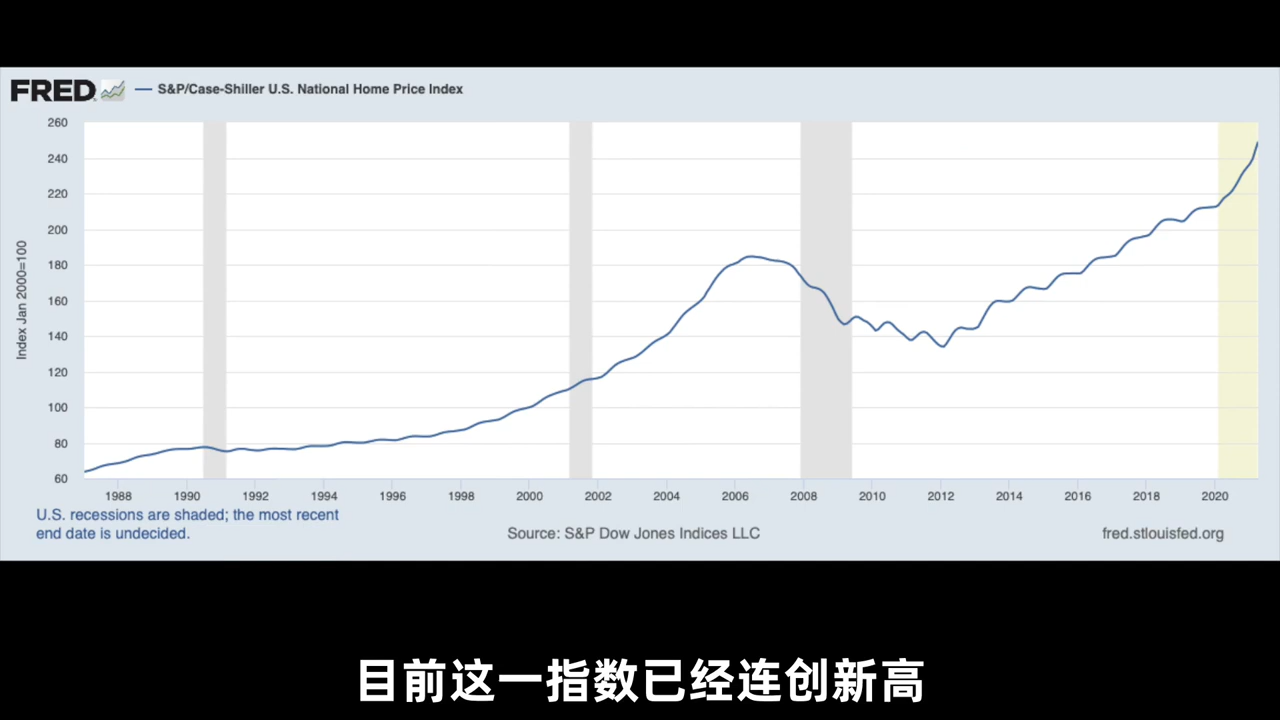 FRED — S&P/Case-Shiller U.S. National Home Price Index
260
240
220
200
180
160
140
120
100
80
60
Index Jan 2000=100
1988 1990 1992 1994 1996 1998 2000 2002 2004 2006 2008 2010 2012 2014 2016 2018 2020
U.S. recessions are shaded; the most recent
end date is undecided.
Source: S&P Dow Jones Indices LLC
fred.stlouisfed.org
目前这一指数已经连创新高